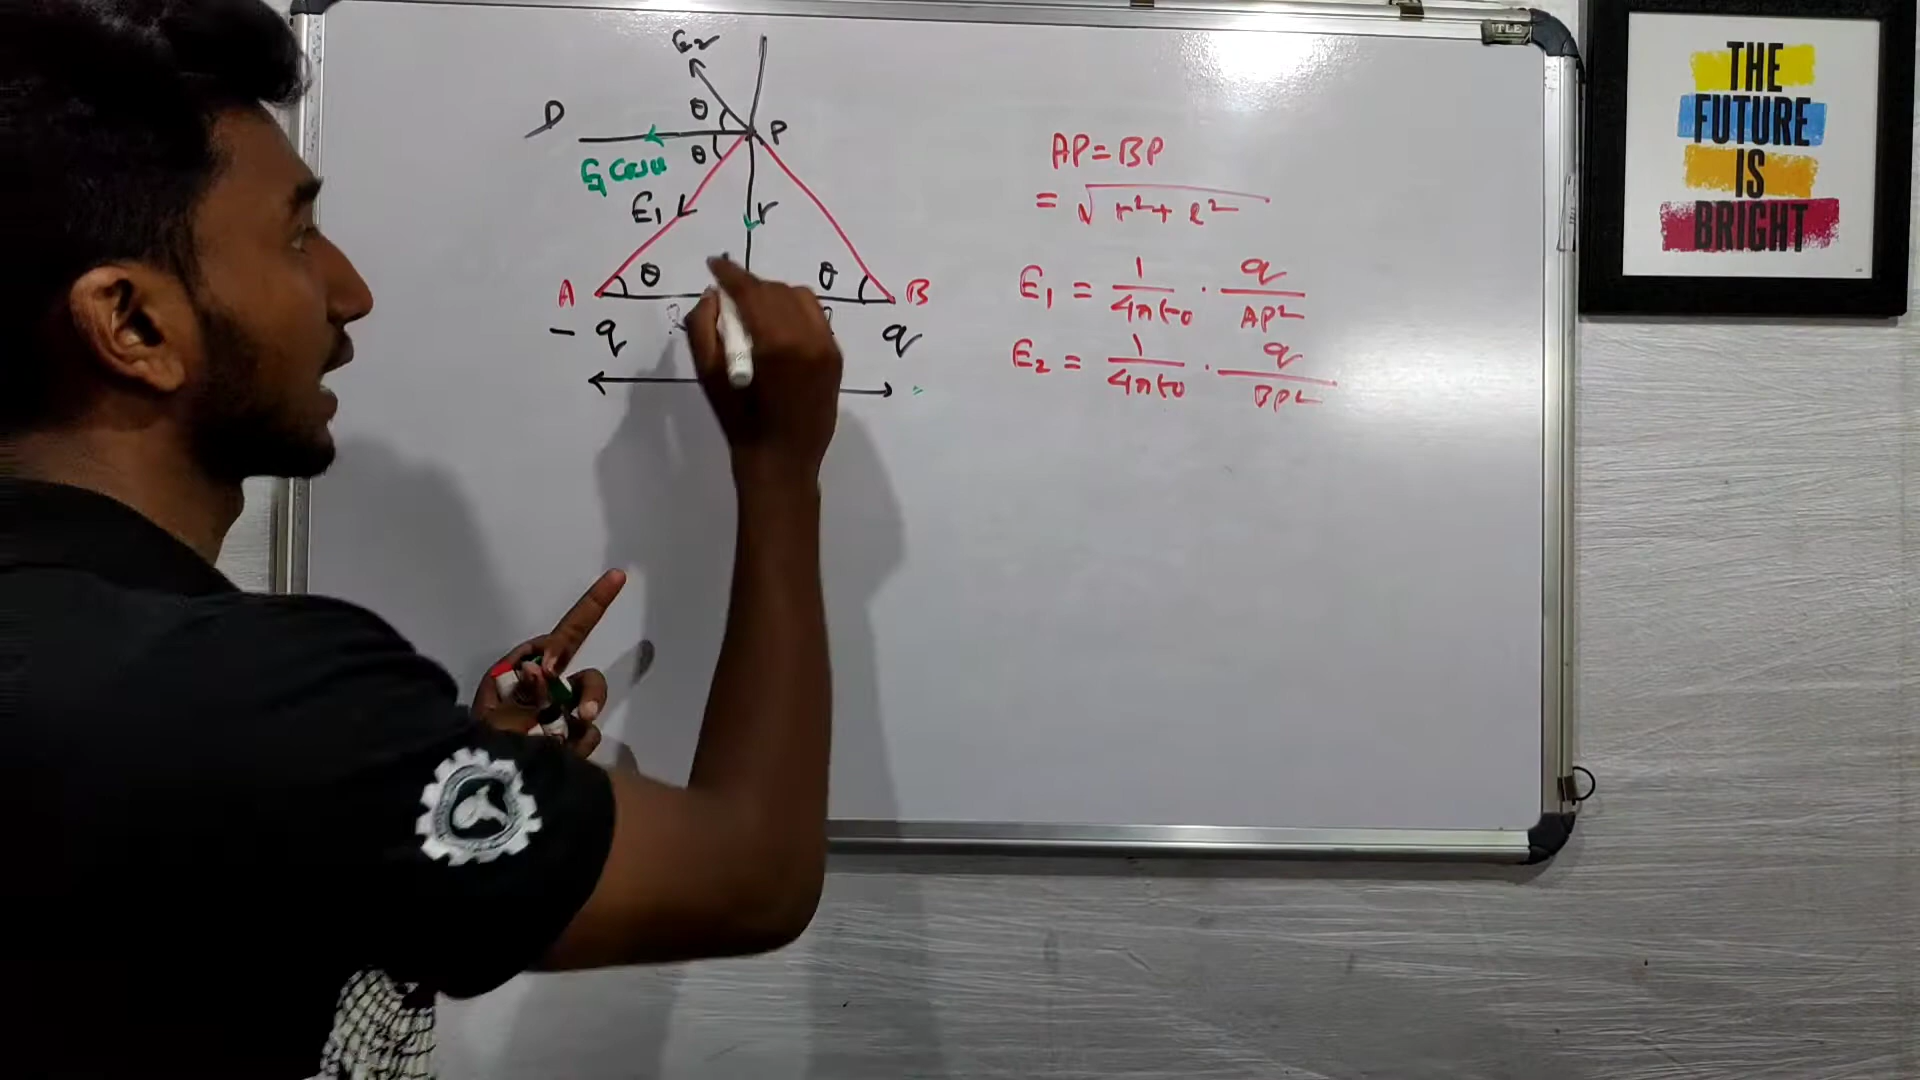 E₂
θ
D
P
θ
E₁ Cosθ
E₁
r
θ
θ
A
B
- q
q
AP = BP
= √r² + l²
E₁ = 1/4πε₀ · q/AP²
E₂ = 1/4πε₀ · q/BP²
TLE
THE
FUTURE
IS
BRIGHT